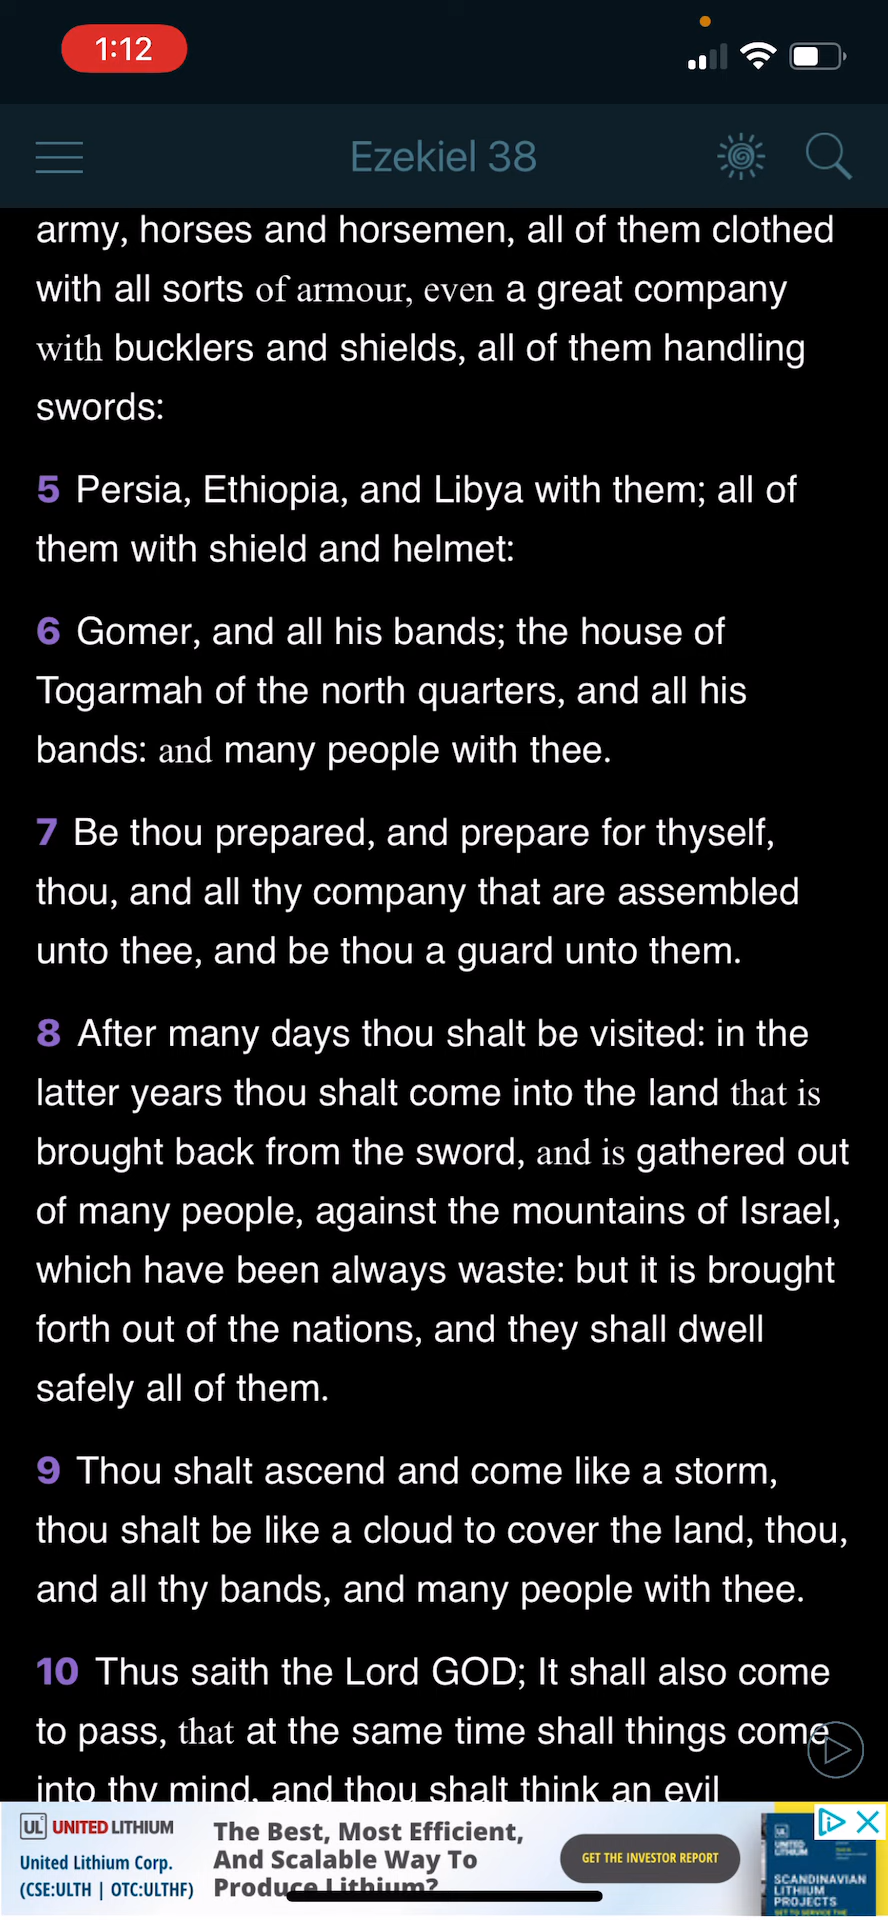 1:12
Ezekiel 38
army, horses and horsemen, all of them clothed
with all sorts of armour, even a great company
with bucklers and shields, all of them handling
swords:
5 Persia, Ethiopia, and Libya with them; all of
them with shield and helmet:
6 Gomer, and all his bands; the house of
Togarmah of the north quarters, and all his
bands: and many people with thee.
7 Be thou prepared, and prepare for thyself,
thou, and all thy company that are assembled
unto thee, and be thou a guard unto them.
8 After many days thou shalt be visited: in the
latter years thou shalt come into the land that is
brought back from the sword, and is gathered out
of many people, against the mountains of Israel,
which have been always waste: but it is brought
forth out of the nations, and they shall dwell
safely all of them.
9 Thou shalt ascend and come like a storm,
thou shalt be like a cloud to cover the land, thou,
and all thy bands, and many people with thee.
10 Thus saith the Lord GOD; It shall also come
to pass, that at the same time shall things come
into thy mind, and thou shalt think an evil
UL UNITED LITHIUM
United Lithium Corp.
(CSE:ULTH | OTC:ULTHF)
The Best, Most Efficient,
And Scalable Way To
Produce Lithium?
GET THE INVESTOR REPORT
UL
UNITED
LITHIUM
SCANDINAVIAN
LITHIUM
PROJECTS